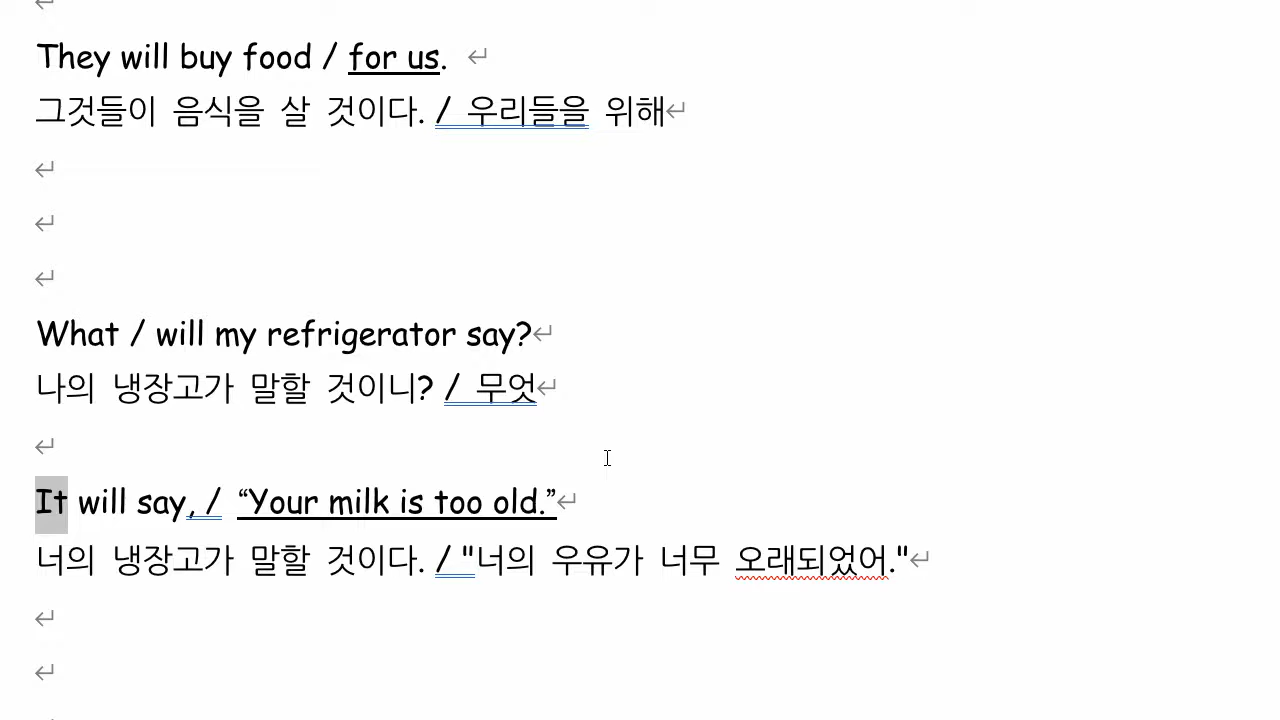 They will buy food / for us.
그것들이 음식을 살 것이다. / 우리들을 위해
What / will my refrigerator say?
나의 냉장고가 말할 것이니? / 무엇
It will say, / “Your milk is too old.”
너의 냉장고가 말할 것이다. / "너의 우유가 너무 오래되었어."